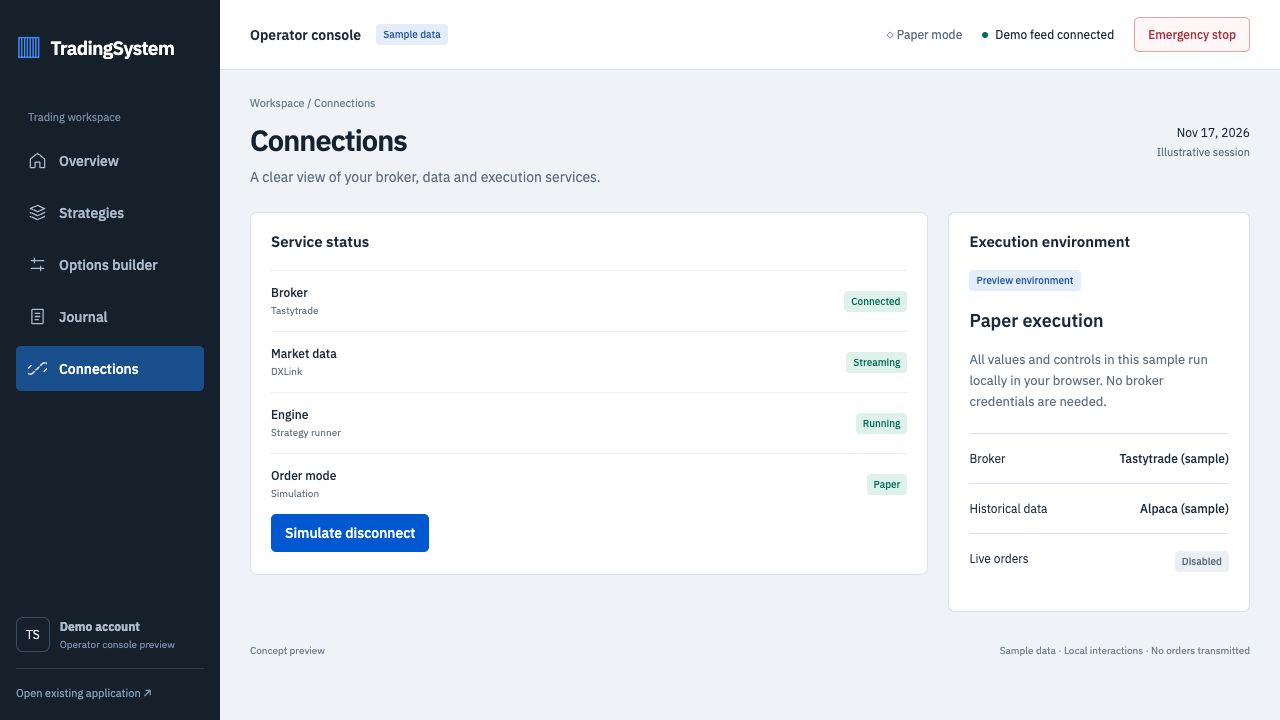 TradingSystem
Trading workspace
Overview
Strategies
Options builder
Journal
Connections
TS
Demo account
Operator console preview
Open existing application ↗
Operator console
Sample data
◇ Paper mode
● Demo feed connected
Emergency stop
Workspace / Connections
Connections
A clear view of your broker, data and execution services.
Nov 17, 2026
Illustrative session
Service status
Broker
Tastytrade
Connected
Market data
DXLink
Streaming
Engine
Strategy runner
Running
Order mode
Simulation
Paper
Simulate disconnect
Execution environment
Preview environment
Paper execution
All values and controls in this sample run
locally in your browser. No broker
credentials are needed.
Broker
Tastytrade (sample)
Historical data
Alpaca (sample)
Live orders
Disabled
Concept preview
Sample data · Local interactions · No orders transmitted